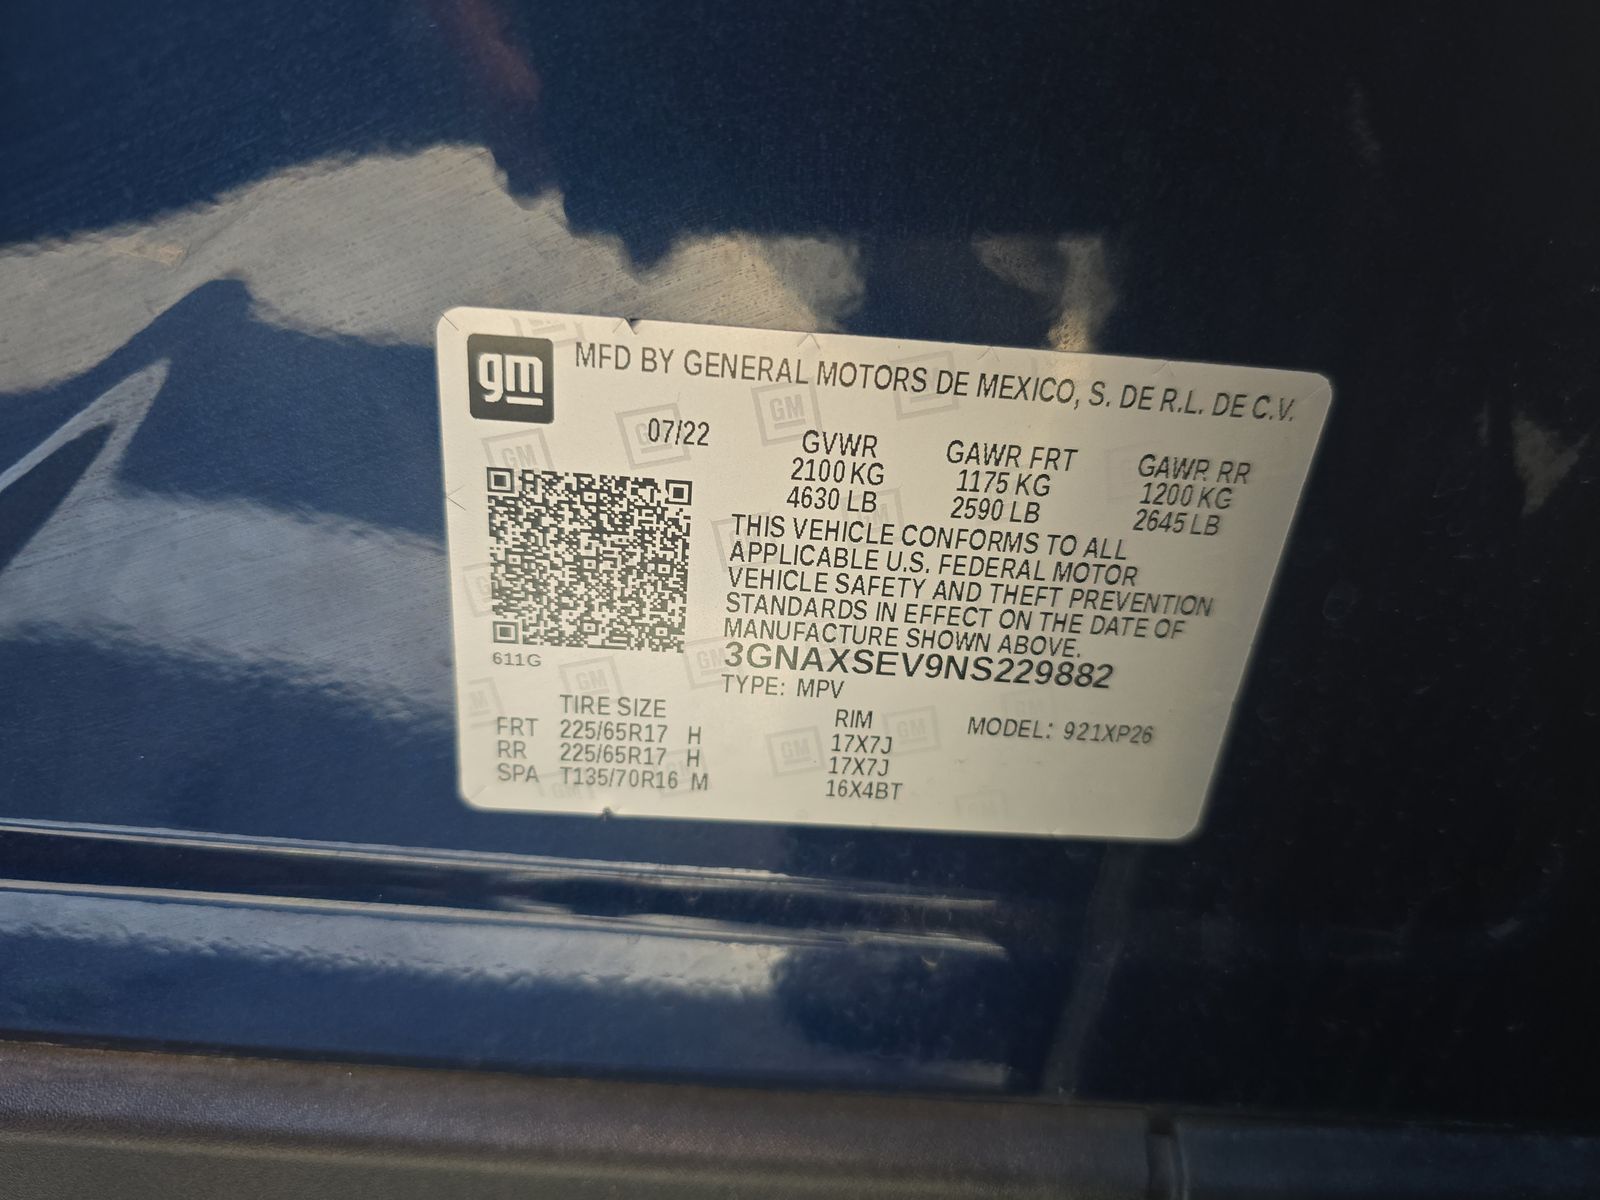 gm MFD BY GENERAL MOTORS DE MEXICO, S. DE R.L. DE C.V.
07/22 GVWR GAWR FRT GAWR RR
2100 KG 1175 KG 1200 KG
4630 LB 2590 LB 2645 LB
THIS VEHICLE CONFORMS TO ALL
APPLICABLE U.S. FEDERAL MOTOR
VEHICLE SAFETY AND THEFT PREVENTION
STANDARDS IN EFFECT ON THE DATE OF
MANUFACTURE SHOWN ABOVE.
611G 3GNAXSEV9NS229882
TYPE: MPV
TIRE SIZE RIM MODEL: 921XP26
FRT 225/65R17 H 17X7J
RR 225/65R17 H 17X7J
SPA T135/70R16 M 16X4BT